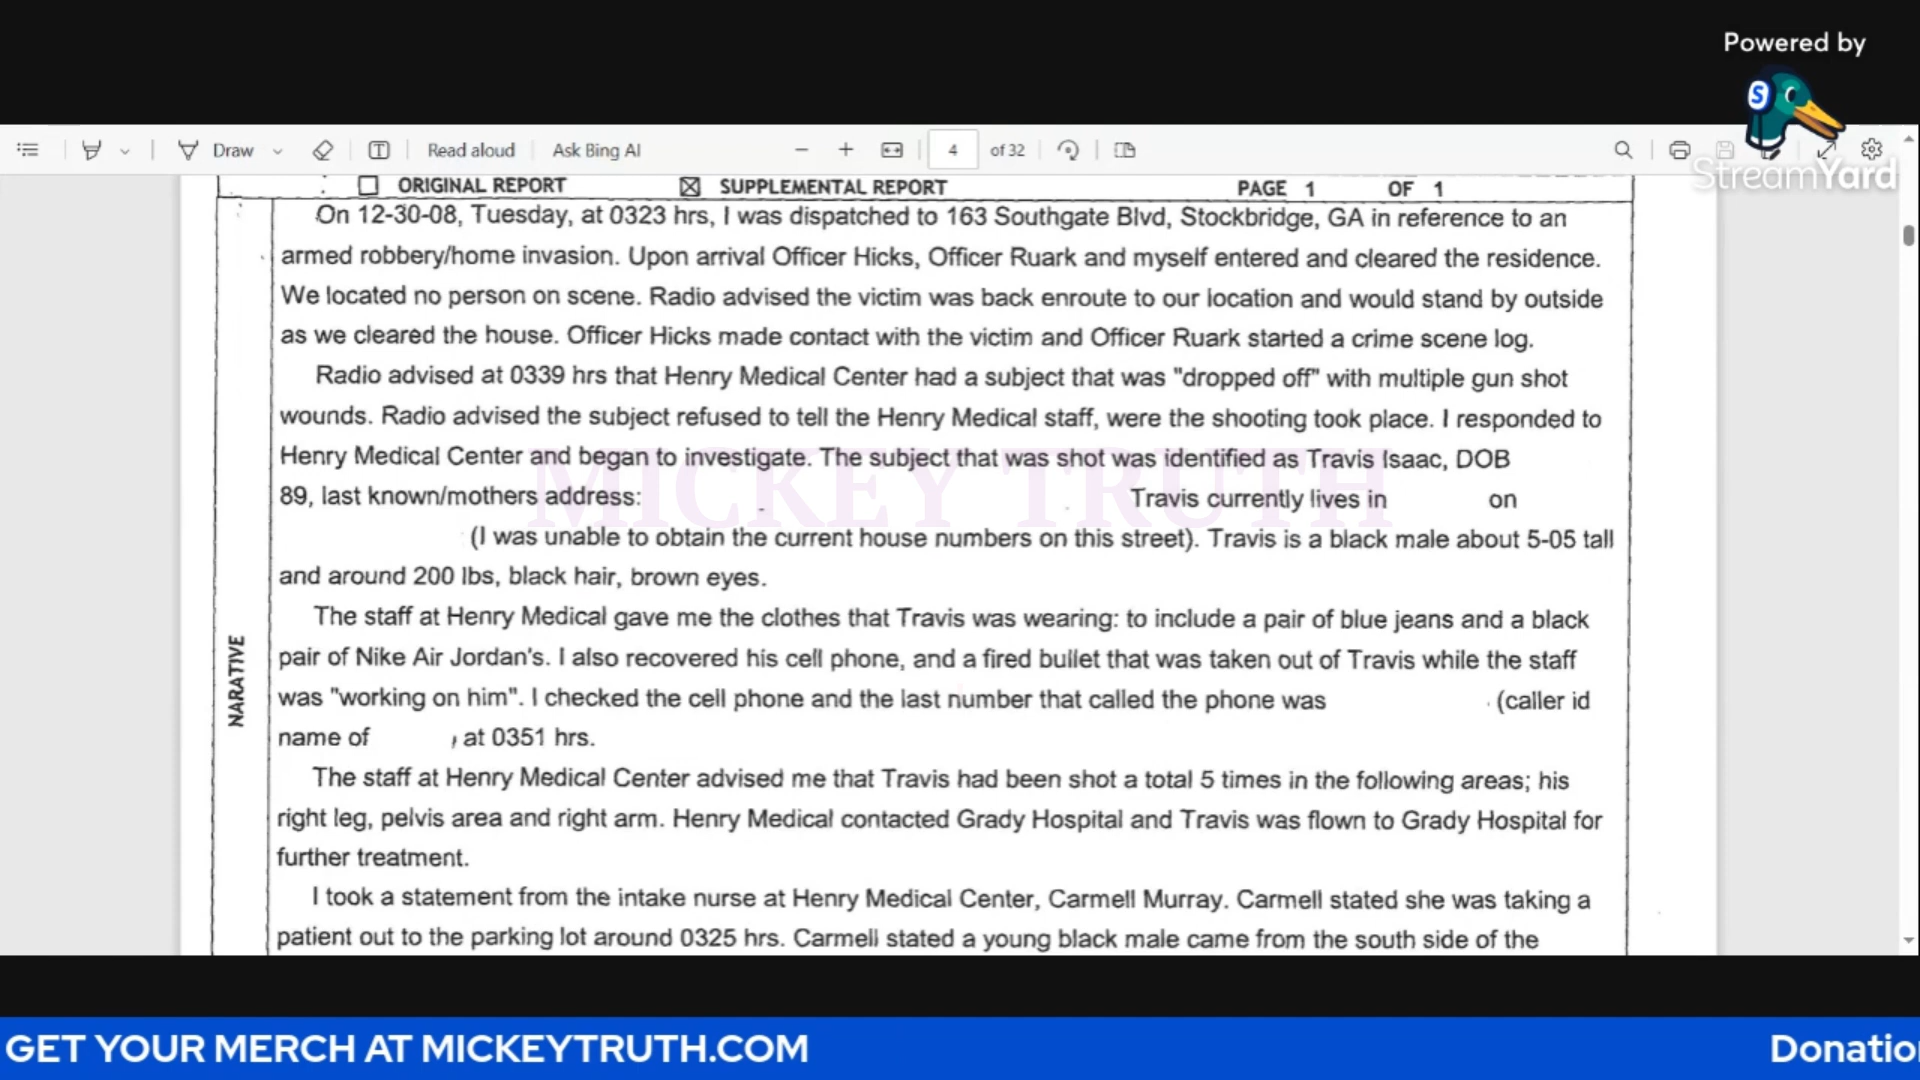 Powered by
StreamYard
Draw
Read aloud
Ask Bing AI
4 of 32
ORIGINAL REPORT SUPPLEMENTAL REPORT PAGE 1 OF 1
On 12-30-08, Tuesday, at 0323 hrs, I was dispatched to 163 Southgate Blvd, Stockbridge, GA in reference to an
armed robbery/home invasion. Upon arrival Officer Hicks, Officer Ruark and myself entered and cleared the residence.
We located no person on scene. Radio advised the victim was back enroute to our location and would stand by outside
as we cleared the house. Officer Hicks made contact with the victim and Officer Ruark started a crime scene log.
Radio advised at 0339 hrs that Henry Medical Center had a subject that was "dropped off" with multiple gun shot
wounds. Radio advised the subject refused to tell the Henry Medical staff, were the shooting took place. I responded to
Henry Medical Center and began to investigate. The subject that was shot was identified as Travis Isaac, DOB
89, last known/mothers address: Travis currently lives in on
(I was unable to obtain the current house numbers on this street). Travis is a black male about 5-05 tall
and around 200 lbs, black hair, brown eyes.
The staff at Henry Medical gave me the clothes that Travis was wearing: to include a pair of blue jeans and a black
pair of Nike Air Jordan's. I also recovered his cell phone, and a fired bullet that was taken out of Travis while the staff
was "working on him". I checked the cell phone and the last number that called the phone was (caller id
name of , at 0351 hrs.
The staff at Henry Medical Center advised me that Travis had been shot a total 5 times in the following areas; his
right leg, pelvis area and right arm. Henry Medical contacted Grady Hospital and Travis was flown to Grady Hospital for
further treatment.
I took a statement from the intake nurse at Henry Medical Center, Carmell Murray. Carmell stated she was taking a
patient out to the parking lot around 0325 hrs. Carmell stated a young black male came from the south side of the
NARATIVE
MICKEY TRUTH
GET YOUR MERCH AT MICKEYTRUTH.COM
Donation